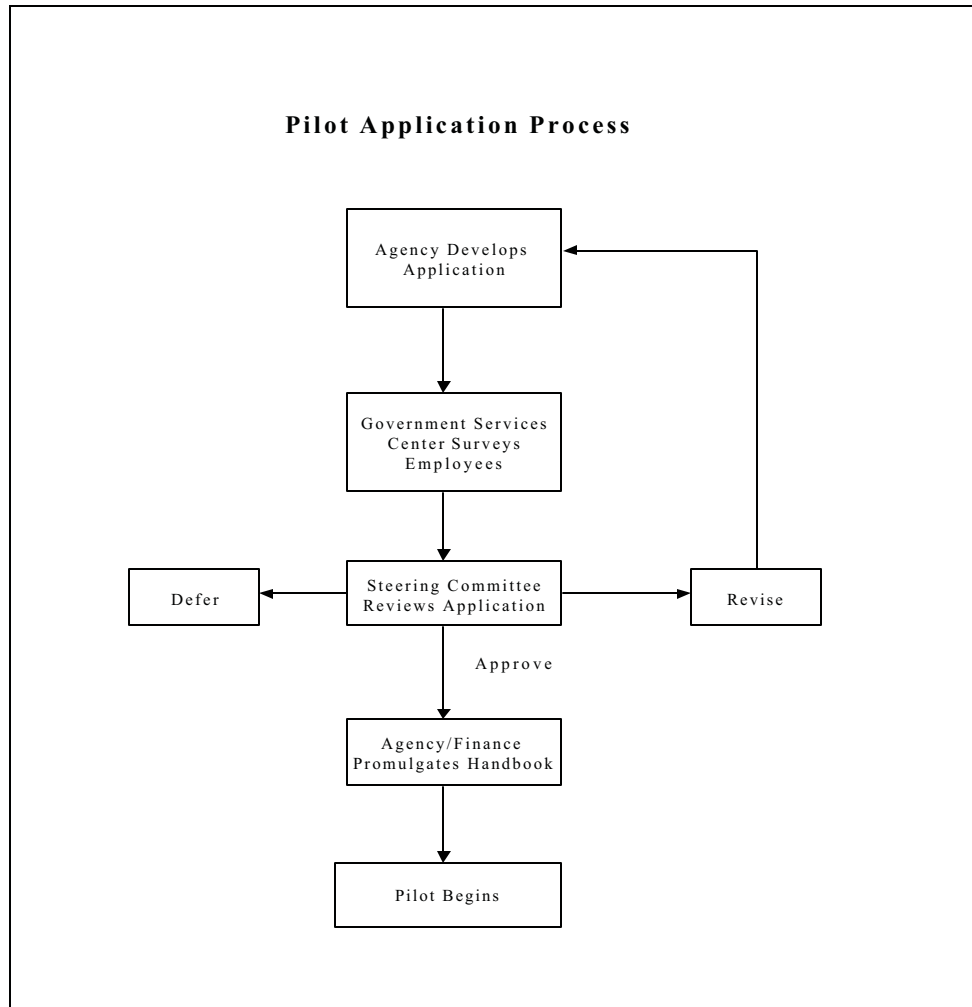 Pilot Application Process
Agency Develops
Application
Government Services
Center Surveys
Employees
Defer
Steering Committee
Reviews Application
Revise
Approve
Agency/Finance
Promulgates Handbook
Pilot Begins